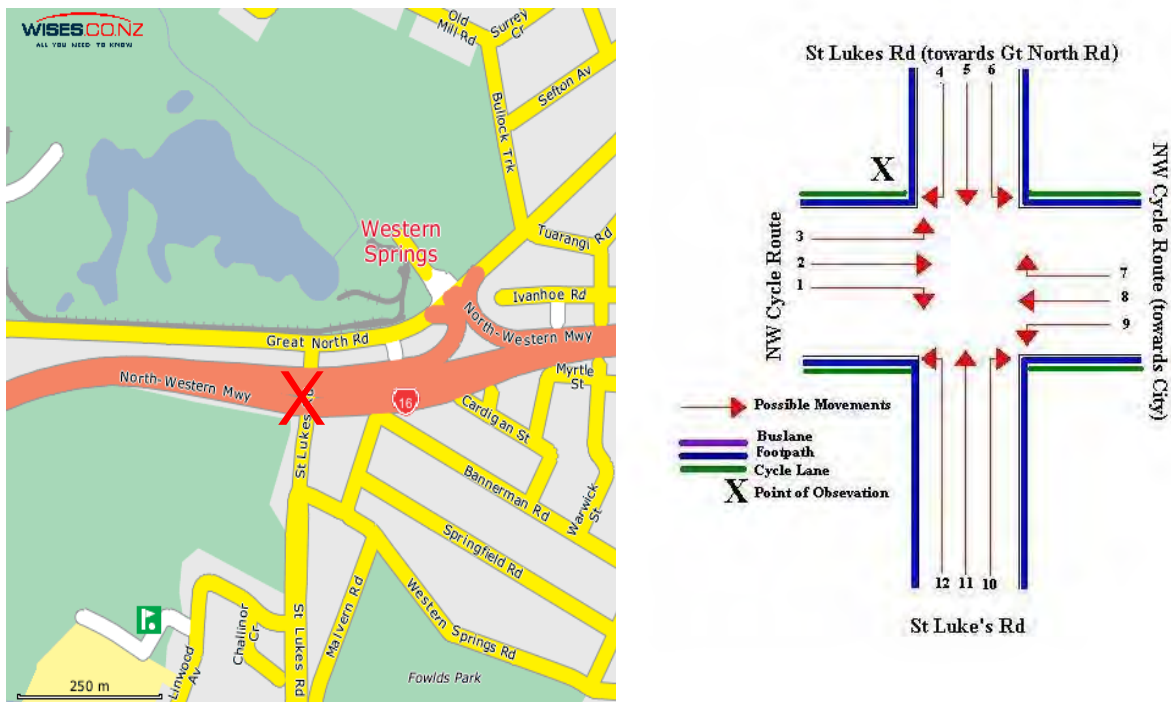 WISES.CO.NZ
ALL YOU NEED TO KNOW
Old
Mill Rd
Surrey
Cr
Bullock Trk
Sefton Av
Western
Springs
Tuarangi Rd
Ivanhoe Rd
North-Western
Mwy
Great North Rd
North-Western Mwy
16
Myrtle
St
St Lukes Rd
Cardigan St
Bannerman Rd
Warwick
St
Springfield Rd
Western Springs Rd
Malvern Rd
St Lukes Rd
Challinor
Cr
Linwood
Av
Fowlds Park
250 m
X
St Lukes Rd (towards Gt North Rd)
4 5 6
X
NW Cycle Route
3
2
1
7
8
9
NW Cycle Route (towards City)
Possible Movements
Buslane
Footpath
Cycle Lane
X Point of Obsevation
12 11 10
St Luke's Rd